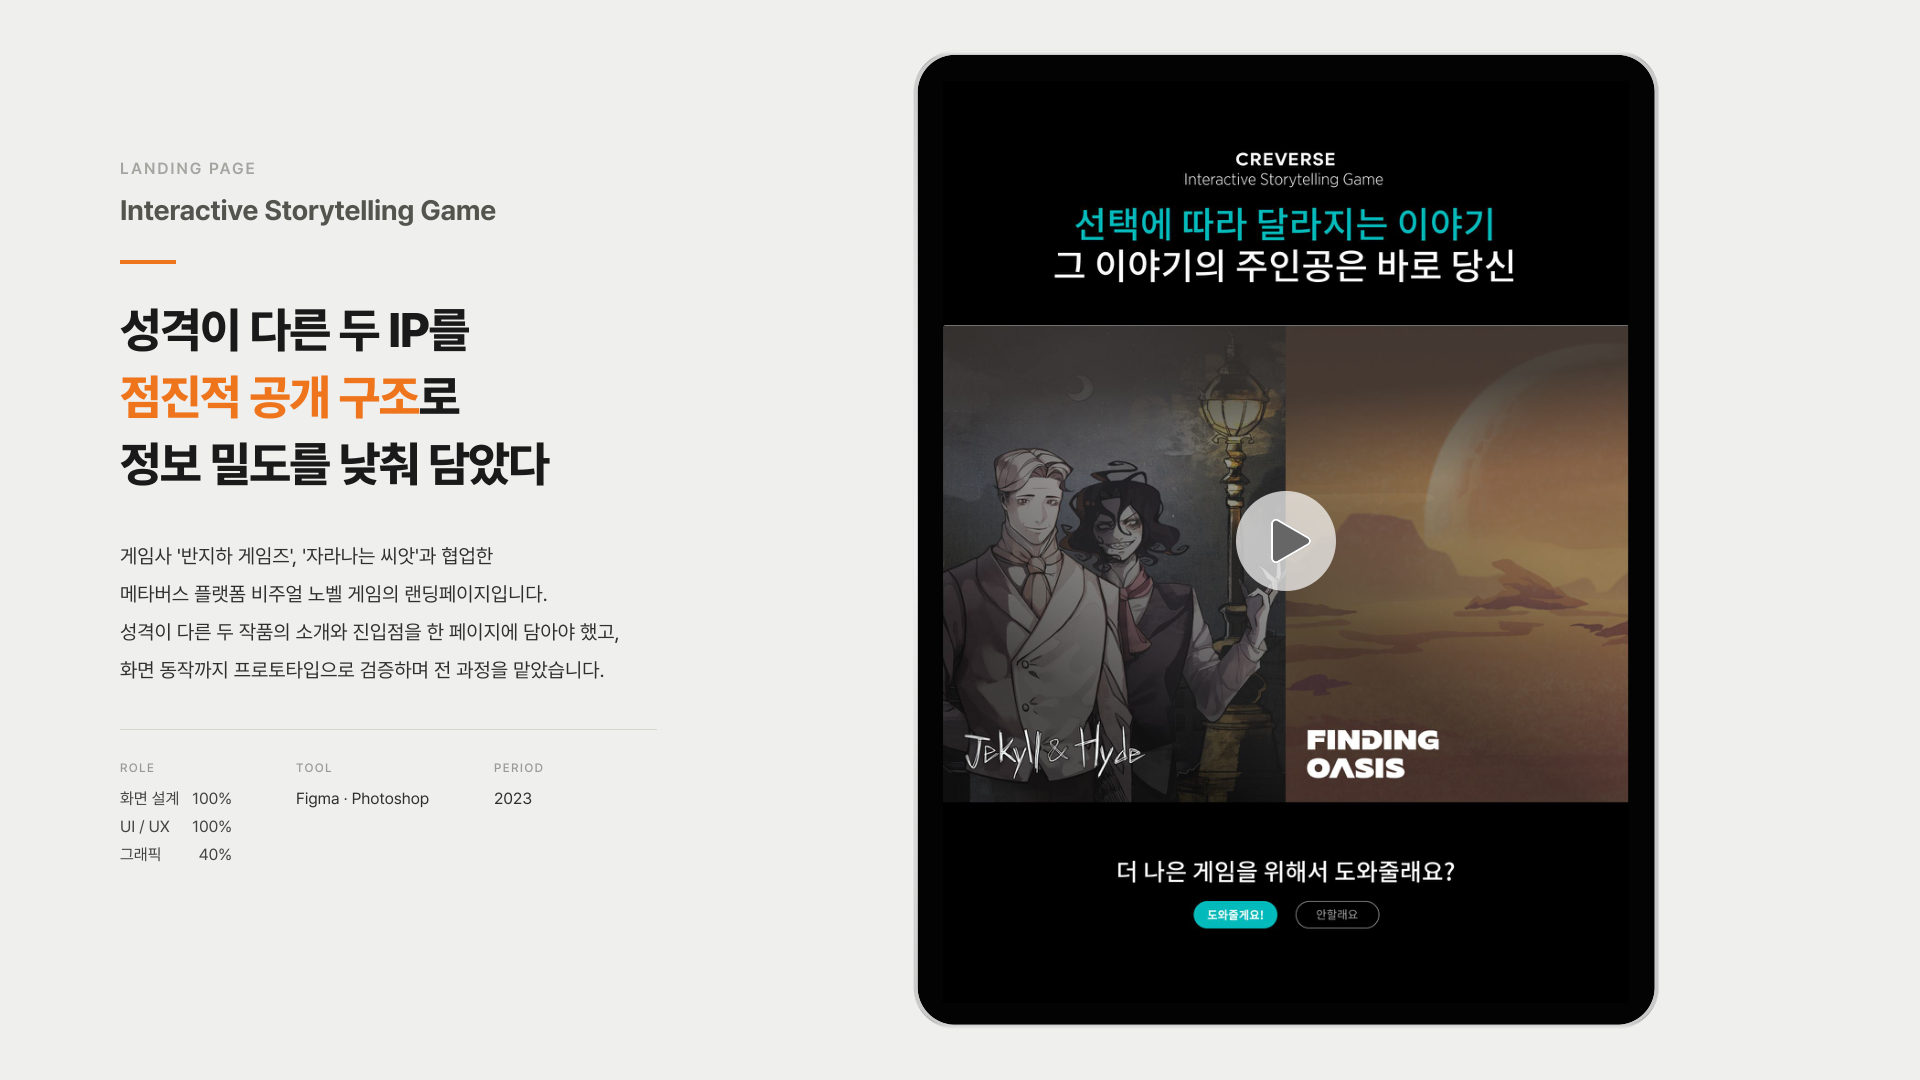 LANDING PAGE
Interactive Storytelling Game
성격이 다른 두 IP를
점진적 공개 구조로
정보 밀도를 낮춰 담았다
게임사 '반지하 게임즈', '자라나는 씨앗'과 협업한
메타버스 플랫폼 비주얼 노벨 게임의 랜딩페이지입니다.
성격이 다른 두 작품의 소개와 진입점을 한 페이지에 담아야 했고,
화면 동작까지 프로토타입으로 검증하며 전 과정을 맡았습니다.
ROLE
화면 설계 100%
UI / UX 100%
그래픽 40%
TOOL
Figma · Photoshop
PERIOD
2023
CREVERSE
Interactive Storytelling Game
선택에 따라 달라지는 이야기
그 이야기의 주인공은 바로 당신
Jekyll & Hyde
FINDING
OASIS
더 나은 게임을 위해서 도와줄래요?
도와줄게요!
안할래요